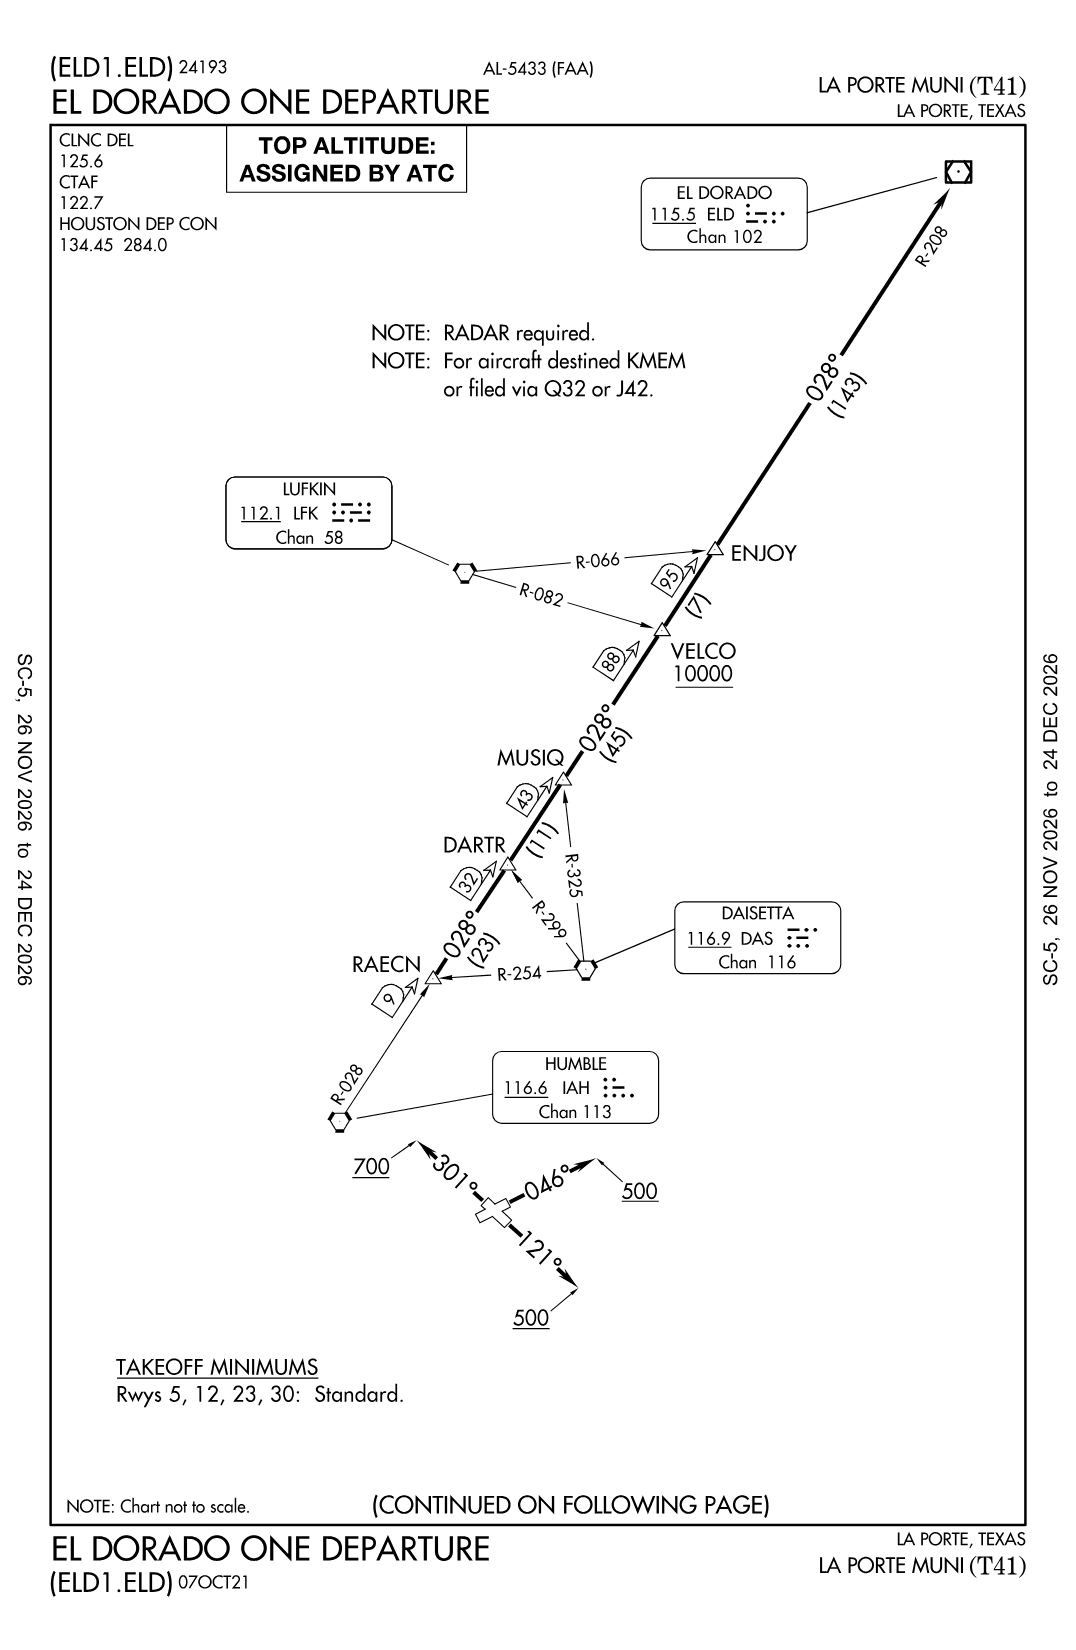 (ELD1.ELD) 24193
AL-5433 (FAA)
EL DORADO ONE DEPARTURE
LA PORTE MUNI (T41)
LA PORTE, TEXAS
CLNC DEL
125.6
CTAF
122.7
HOUSTON DEP CON
134.45 284.0
TOP ALTITUDE:
ASSIGNED BY ATC
EL DORADO
115.5 ELD
Chan 102
R-208
NOTE: RADAR required.
NOTE: For aircraft destined KMEM
or filed via Q32 or J42.
028°
(143)
LUFKIN
112.1 LFK
Chan 58
R-066
R-082
ENJOY
95
(7)
VELCO
10000
88
028°
(45)
MUSIQ
43
(11)
DARTR
32
R-325
R-299
028°
(23)
DAISETTA
116.9 DAS
Chan 116
RAECN
R-254
9
R-028
HUMBLE
116.6 IAH
Chan 113
700
301°
046°
500
121°
500
TAKEOFF MINIMUMS
Rwys 5, 12, 23, 30: Standard.
NOTE: Chart not to scale.
(CONTINUED ON FOLLOWING PAGE)
EL DORADO ONE DEPARTURE
(ELD1.ELD) 07OCT21
LA PORTE, TEXAS
LA PORTE MUNI (T41)
SC-5, 26 NOV 2026 to 24 DEC 2026
SC-5, 26 NOV 2026 to 24 DEC 2026